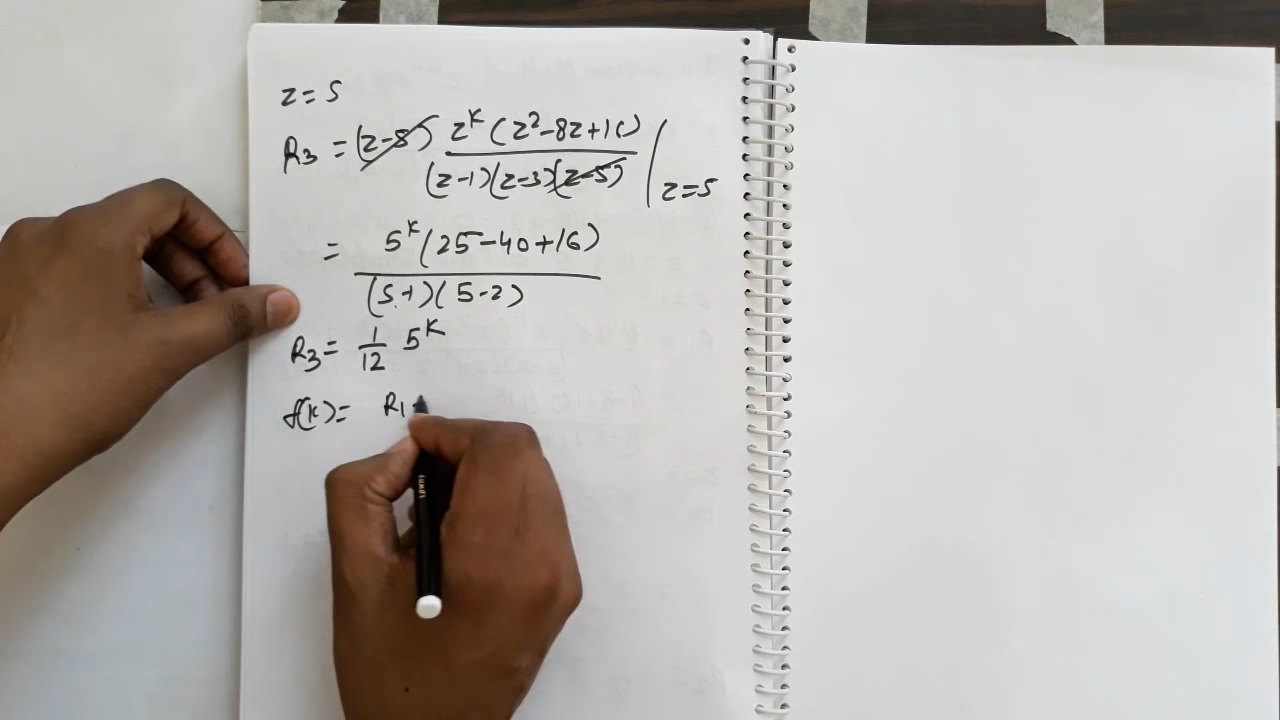 z = 5
R3 = (z-5) z^k (z²-8z+16) / (z-1)(z-3)(z-5) | z=5
= 5^k (25-40+16) / (5-1)(5-2)
R3 = 1/12 5^k
f(k) = R1 +